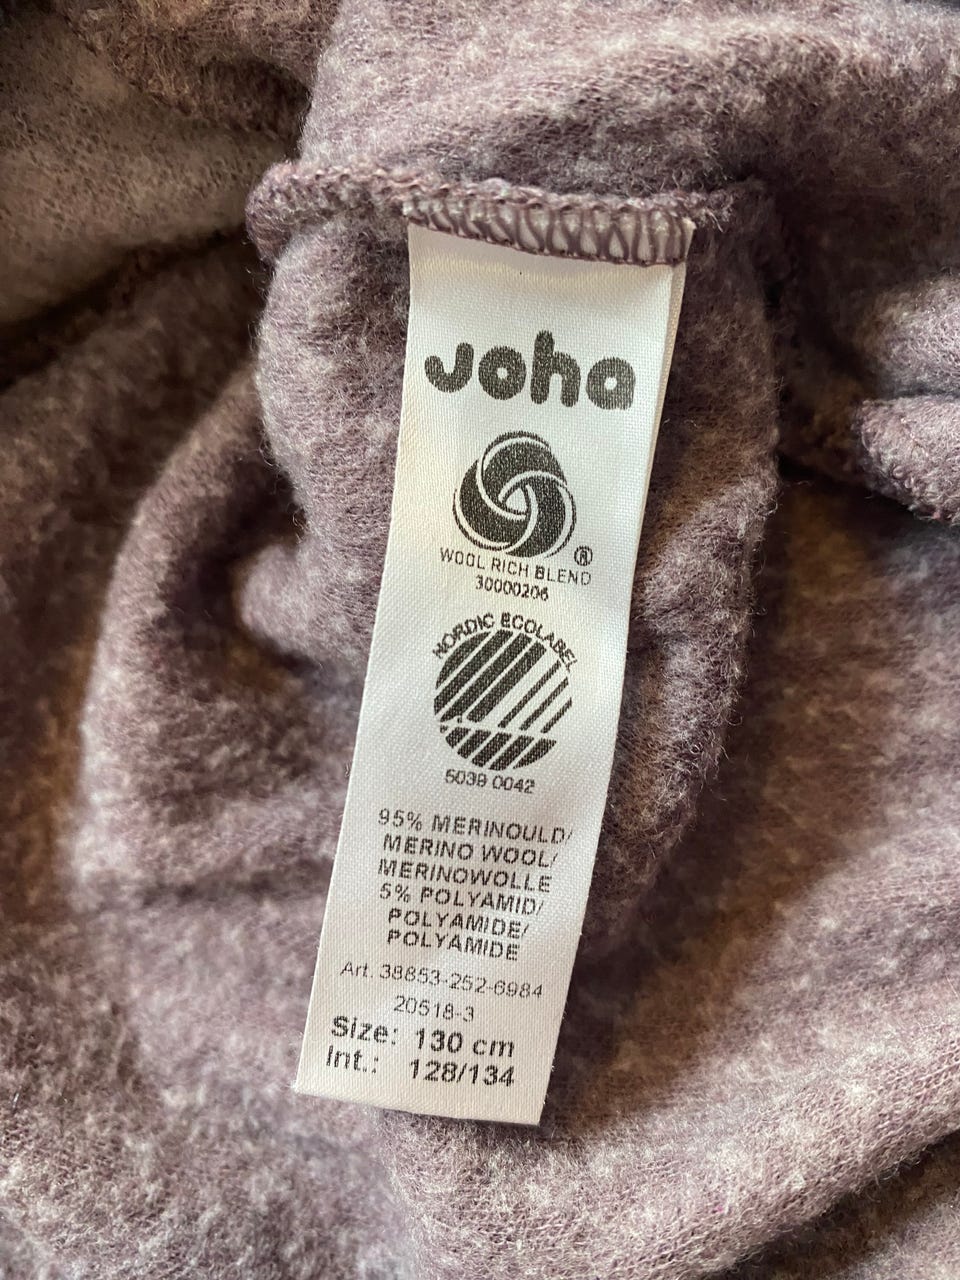 Joha
®
WOOL RICH BLEND
30000206
NORDIC ECOLABEL
5039 0042
95% MERINOULD/
MERINO WOOL/
MERINOWOLLE
5% POLYAMID/
POLYAMIDE/
POLYAMIDE
Art. 38853-252-6984
20518-3
Size: 130 cm
Int.: 128/134